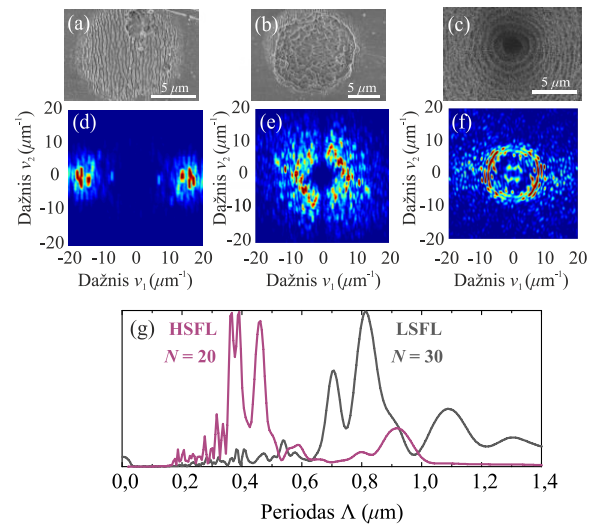 (a) (b) (c)
5 μm 5 μm 5 μm
(d) (e) (f)
Dažnis ν₂ (μm⁻¹) Dažnis ν₂ (μm⁻¹) Dažnis ν₂ (μm⁻¹)
20 20 20
10 10 10
0 0 0
-10 -10 -10
-20 -20 -20
-20 -10 0 10 20 -20 -10 0 10 20 -20 -10 0 10 20
Dažnis ν₁ (μm⁻¹) Dažnis ν₁ (μm⁻¹) Dažnis ν₁ (μm⁻¹)
(g) HSFL LSFL
N = 20 N = 30
0,0 0,2 0,4 0,6 0,8 1,0 1,2 1,4
Periodas Λ (μm)